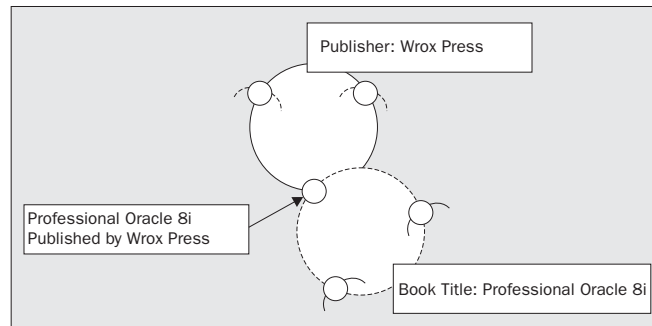 Publisher: Wrox Press
Professional Oracle 8i
Published by Wrox Press
Book Title: Professional Oracle 8i